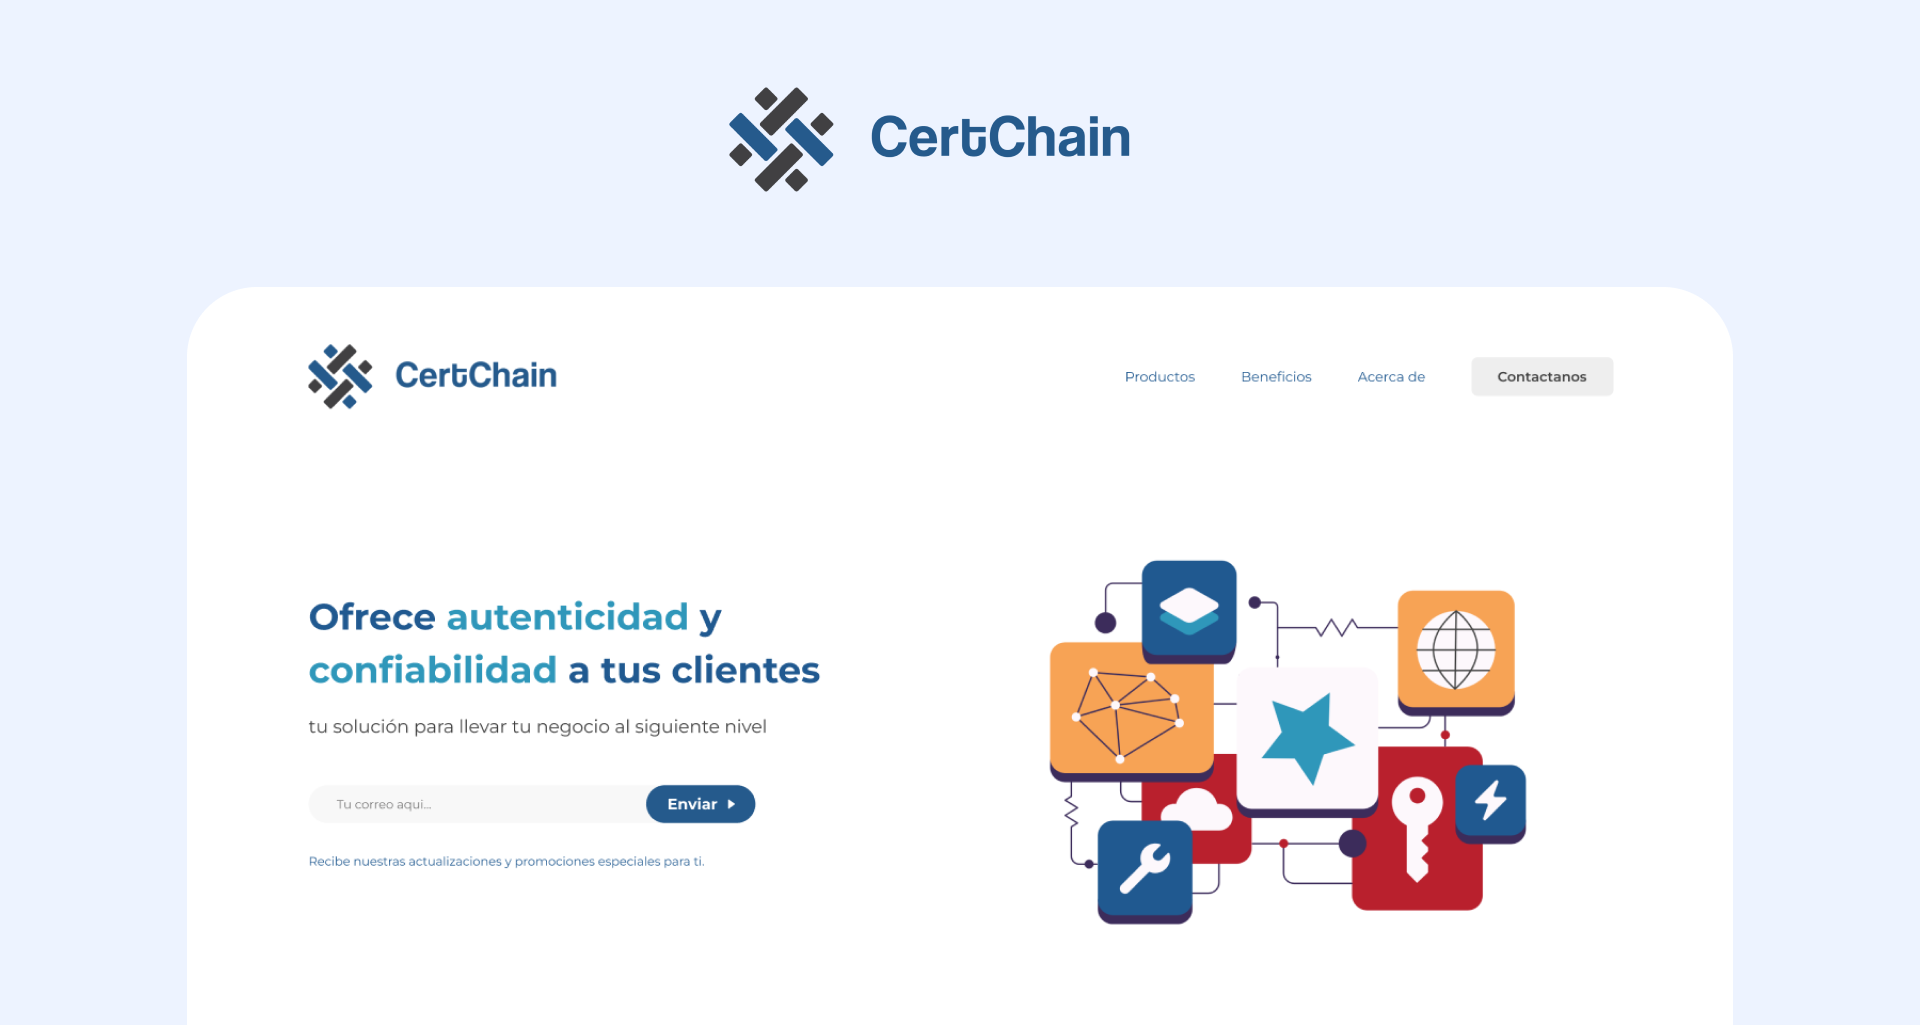 CertChain
CertChain
Productos
Beneficios
Acerca de
Contactanos
Ofrece autenticidad y
confiabilidad a tus clientes
tu solución para llevar tu negocio al siguiente nivel
Tu correo aqui...
Enviar
Recibe nuestras actualizaciones y promociones especiales para ti.